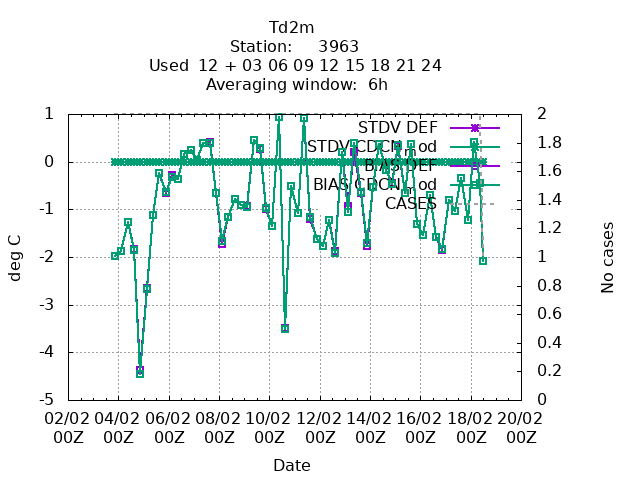 Td2m
Station: 3963
Used 12 + 03 06 09 12 15 18 21 24
Averaging window: 6h
1
0
-1
-2
-3
-4
-5
deg C
2
1.8
1.6
1.4
1.2
1
0.8
0.6
0.4
0.2
0
No cases
STDV DEF
STDV CDCN
BIAS DEF
BIAS CDCN
CASES
02/02 04/02 06/02 08/02 10/02 12/02 14/02 16/02 18/02 20/02
00Z 00Z 00Z 00Z 00Z 00Z 00Z 00Z 00Z 00Z
Date